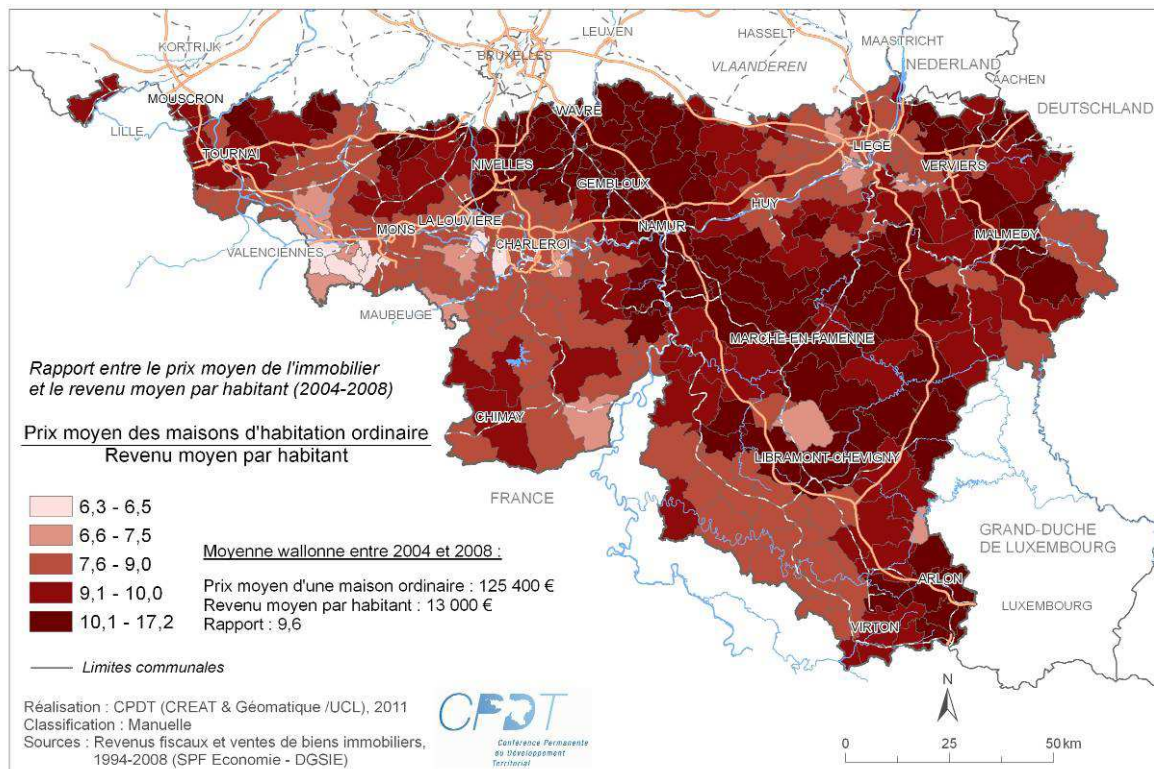 KORTRIJK
LEUVEN
HASSELT
MAASTRICHT
BRUXELLES
VLAANDEREN
NEDERLAND
AACHEN
DEUTSCHLAND
MOUSCRON
WAVRE
LILLE
TOURNAI
NIVELLES
LIEGE
VERVIERS
GEMBLOUX
HUY
LA LOUVIÈRE
MONS
NAMUR
MALMEDY
CHARLEROI
VALENCIENNES
MAUBEUGE
MARCHE-EN-FAMENNE
Rapport entre le prix moyen de l'immobilier
et le revenu moyen par habitant (2004-2008)
CHIMAY
Prix moyen des maisons d'habitation ordinaire
Revenu moyen par habitant
LIBRAMONT-CHEVIGNY
FRANCE
6,3 - 6,5
6,6 - 7,5
7,6 - 9,0
9,1 - 10,0
10,1 - 17,2
Moyenne wallonne entre 2004 et 2008 :
Prix moyen d'une maison ordinaire : 125 400 €
Revenu moyen par habitant : 13 000 €
Rapport : 9,6
GRAND-DUCHE
DE LUXEMBOURG
ARLON
LUXEMBOURG
VIRTON
Limites communales
Réalisation : CPDT (CREAT & Géomatique /UCL), 2011
Classification : Manuelle
Sources : Revenus fiscaux et ventes de biens immobiliers,
1994-2008 (SPF Economie - DGSIE)
CPDT
Conférence Permanente
du Développement
Territorial
N
0 25 50 km